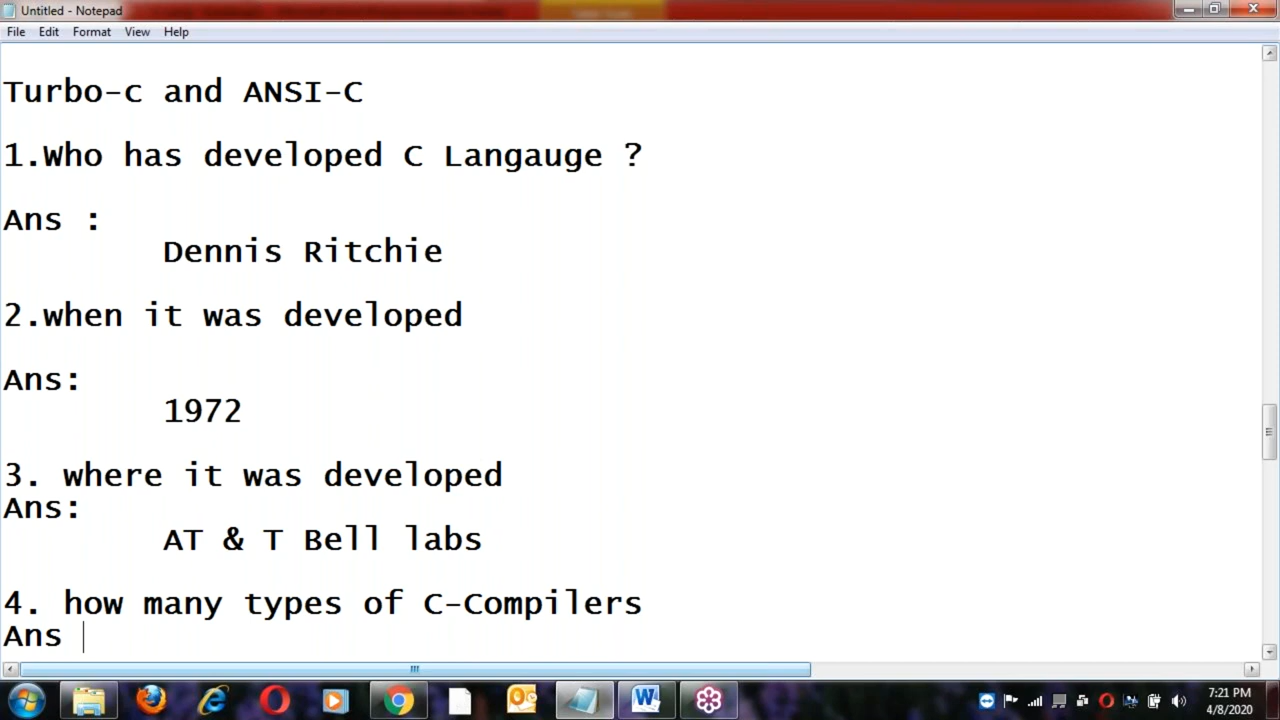 Untitled - Notepad
File Edit Format View Help
Turbo-c and ANSI-C
1.Who has developed C Langauge ?
Ans :
Dennis Ritchie
2.when it was developed
Ans:
1972
3. where it was developed
Ans:
AT & T Bell labs
4. how many types of C-Compilers
Ans
7:21 PM
4/8/2020